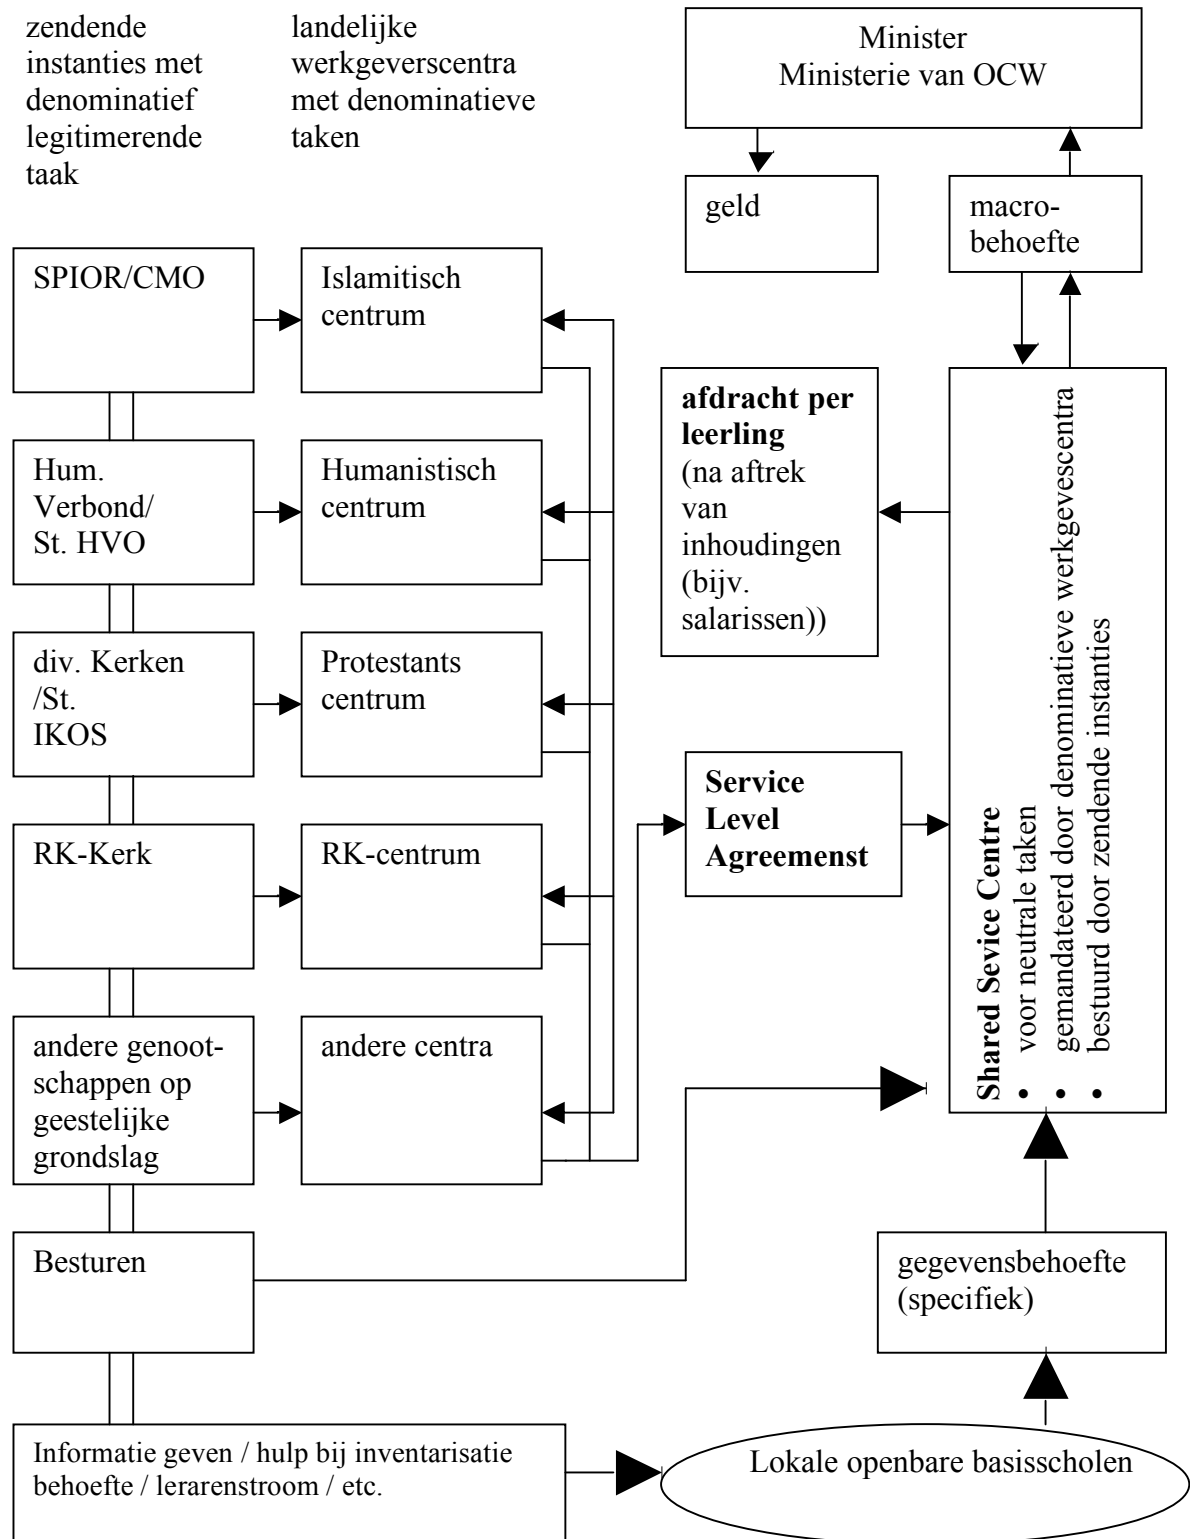 zendende
instanties met
denominatief
legitimerende
taak
landelijke
werkgeverscentra
met denominatieve
taken
Minister
Ministerie van OCW
geld
macro-
behoefte
SPIOR/CMO
Islamitisch
centrum
afdracht per
leerling
(na aftrek
van
inhoudingen
(bijv.
salarissen))
Hum.
Verbond/
St. HVO
Humanistisch
centrum
div. Kerken
/St.
IKOS
Protestants
centrum
Service
Level
Agreemenst
RK-Kerk
RK-centrum
Shared Sevice Centre
• voor neutrale taken
• gemandateerd door denominatieve werkgevescentra
• bestuurd door zendende instanties
andere genoot-
schappen op
geestelijke
grondslag
andere centra
Besturen
gegevensbehoefte
(specifiek)
Informatie geven / hulp bij inventarisatie
behoefte / lerarenstroom / etc.
Lokale openbare basisscholen